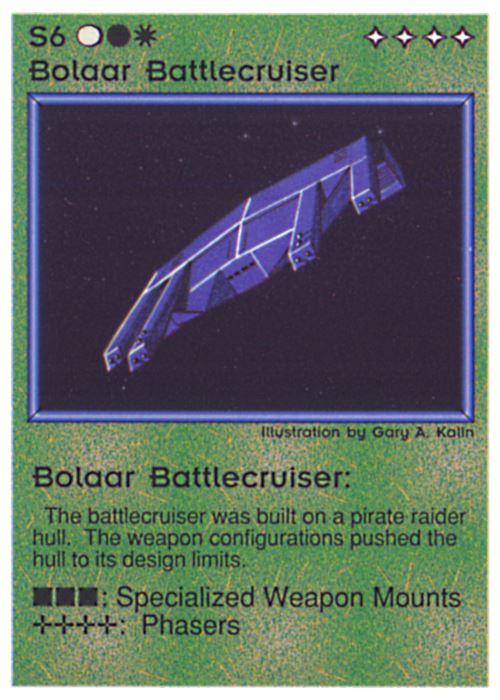 S6
Bolaar Battlecruiser
Illustration by Gary A. Kalin
Bolaar Battlecruiser:
The battlecruiser was built on a pirate raider
hull. The weapon configurations pushed the
hull to its design limits.
■■■: Specialized Weapon Mounts
✢✢✢✢: Phasers